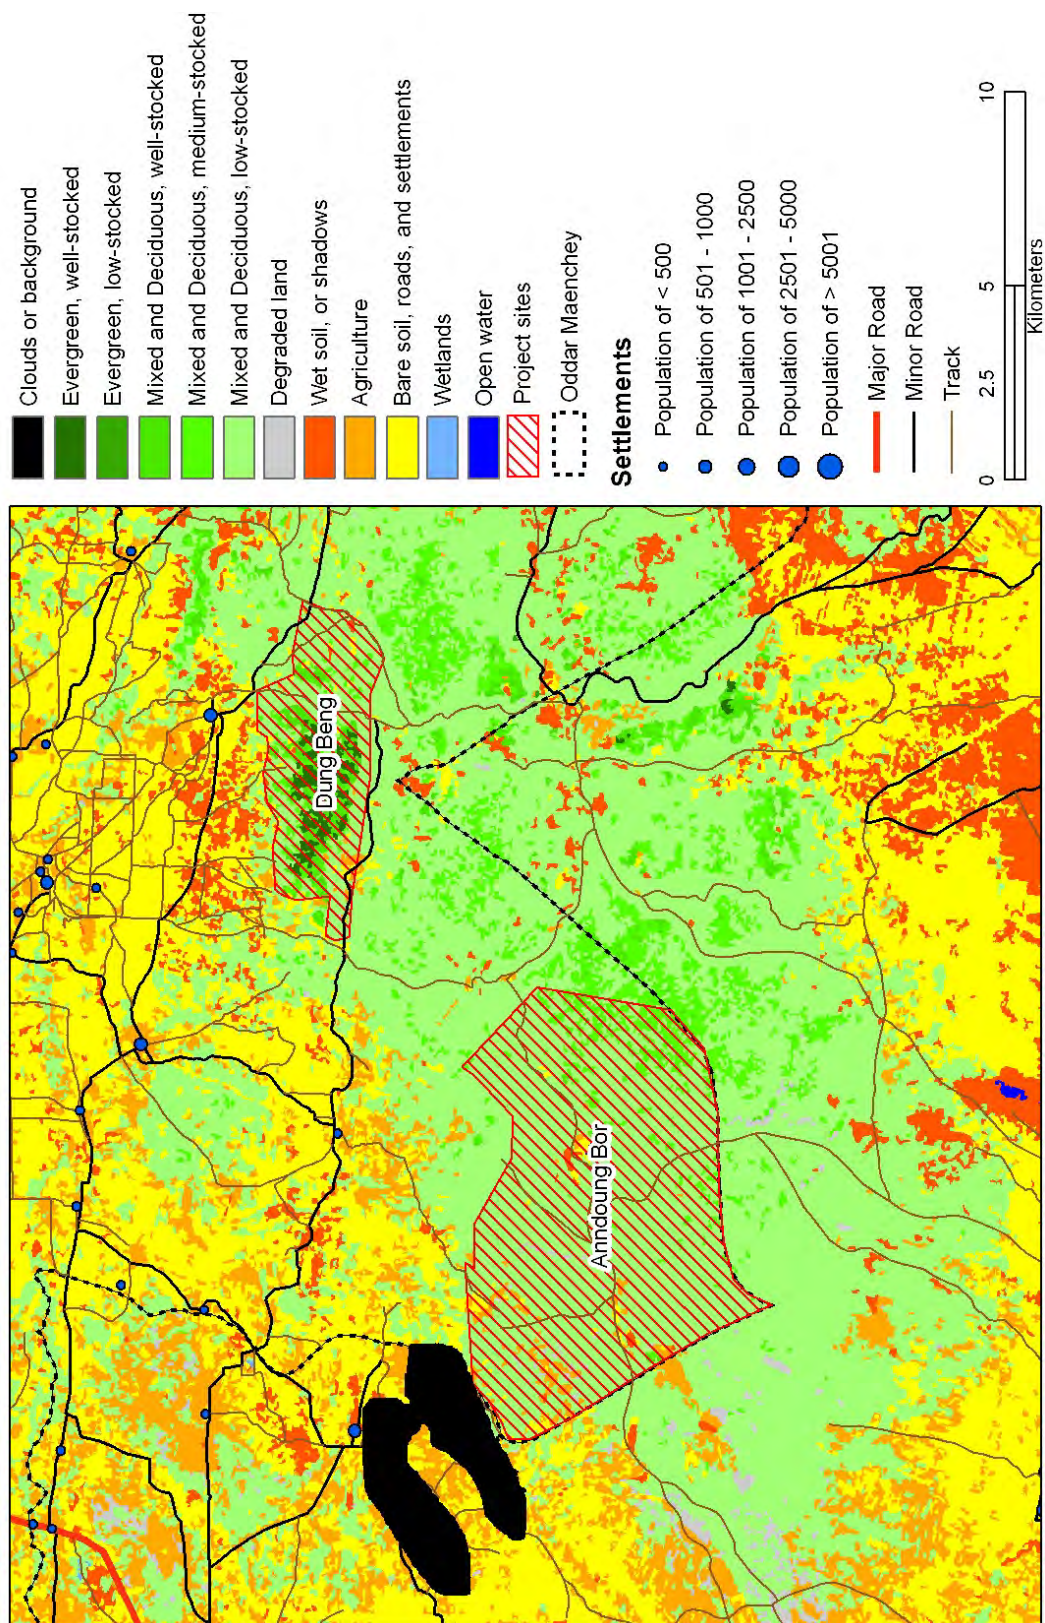 Clouds or background
Evergreen, well-stocked
Evergreen, low-stocked
Mixed and Deciduous, well-stocked
Mixed and Deciduous, medium-stocked
Mixed and Deciduous, low-stocked
Degraded land
Wet soil, or shadows
Agriculture
Bare soil, roads, and settlements
Wetlands
Open water
Project sites
Oddar Maenchey
Settlements
Population of < 500
Population of 501 - 1000
Population of 1001 - 2500
Population of 2501 - 5000
Population of > 5001
Major Road
Minor Road
Track
0 2.5 5 10
Kilometers
Dung Beng
Anndoung Bor